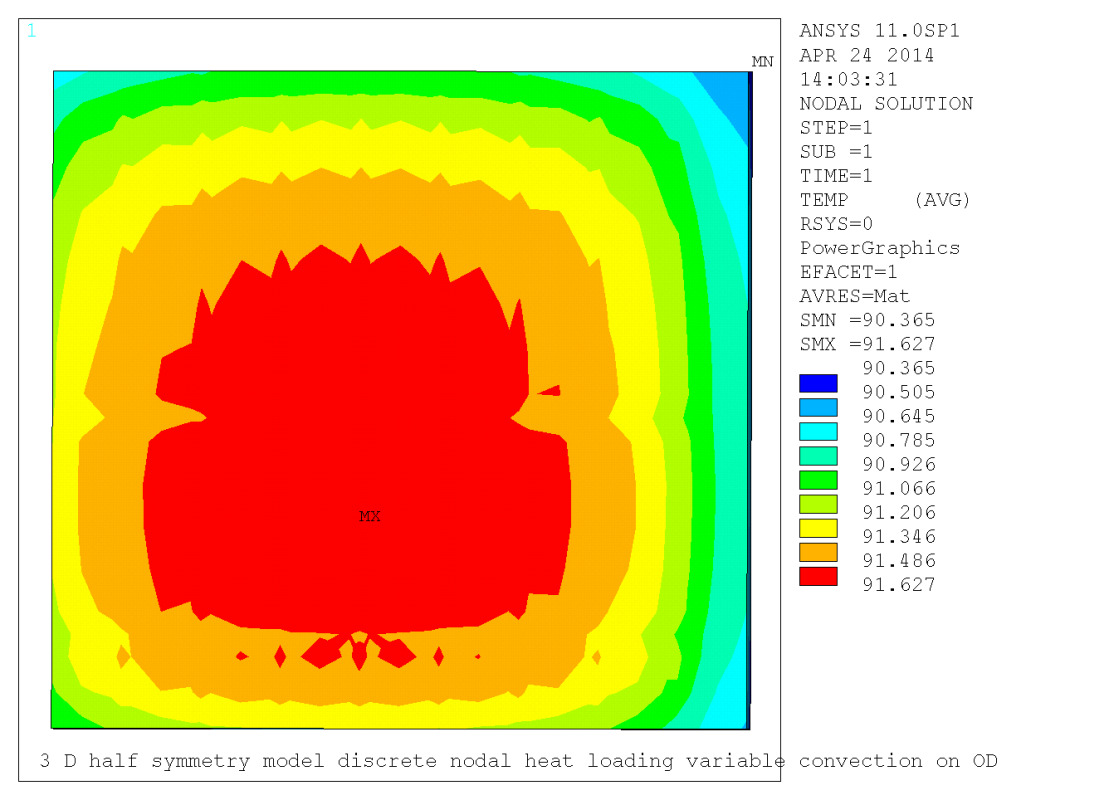 1
MN
ANSYS 11.0SP1
APR 24 2014
14:03:31
NODAL SOLUTION
STEP=1
SUB =1
TIME=1
TEMP (AVG)
RSYS=0
PowerGraphics
EFACET=1
AVRES=Mat
SMN =90.365
SMX =91.627
90.365
90.505
90.645
90.785
90.926
91.066
91.206
91.346
91.486
91.627
MX
3 D half symmetry model discrete nodal heat loading variable convection on OD